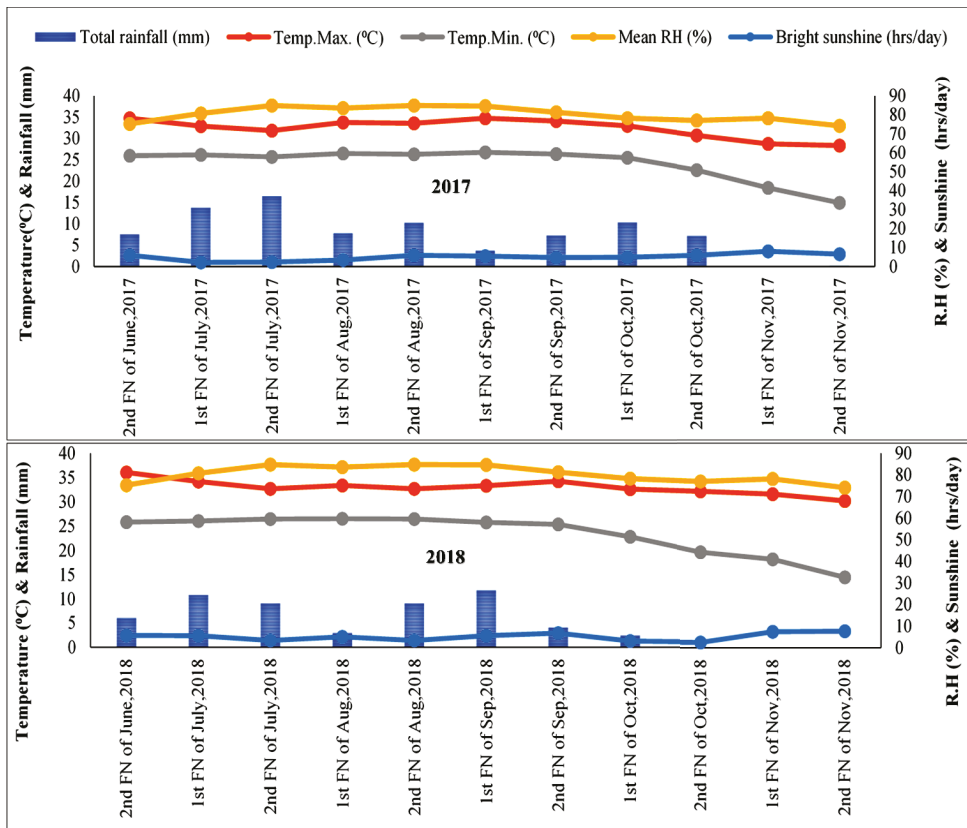 Total rainfall (mm) Temp.Max. (ºC) Temp.Min. (ºC) Mean RH (%) Bright sunshine (hrs/day)
Temperature(ºC) & Rainfall (mm)
40
35
30
25
20
15
10
5
0
2017
90
80
70
60
50
40
30
20
10
0
R.H (%) & Sunshine (hrs/day)
2nd FN of June,2017
1st FN of July,2017
2nd FN of July,2017
1st FN of Aug,2017
2nd FN of Aug,2017
1st FN of Sep,2017
2nd FN of Sep,2017
1st FN of Oct,2017
2nd FN of Oct,2017
1st FN of Nov,2017
2nd FN of Nov,2017
Temperature (ºC) & Rainfall (mm)
40
35
30
25
20
15
10
5
0
2018
90
80
70
60
50
40
30
20
10
0
R.H (%) & Sunshine (hrs/day)
2nd FN of June,2018
1st FN of July,2018
2nd FN of July,2018
1st FN of Aug,2018
2nd FN of Aug,2018
1st FN of Sep,2018
2nd FN of Sep,2018
1st FN of Oct,2018
2nd FN of Oct,2018
1st FN of Nov,2018
2nd FN of Nov,2018